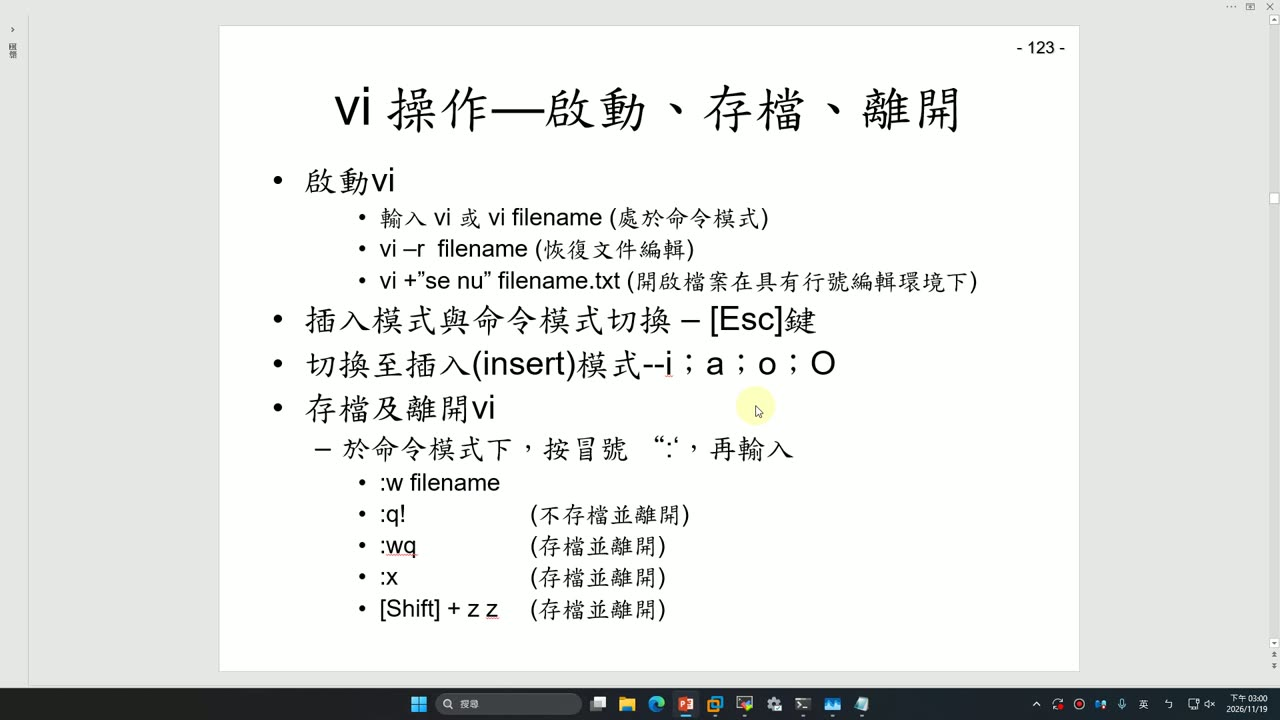 - 123 -
vi 操作—啟動、存檔、離開
• 啟動vi
• 輸入 vi 或 vi filename (處於命令模式)
• vi –r  filename (恢復文件編輯)
• vi +”se nu” filename.txt (開啟檔案在具有行號編輯環境下)
• 插入模式與命令模式切換 – [Esc]鍵
• 切換至插入(insert)模式--i；a；o；O
• 存檔及離開vi
– 於命令模式下，按冒號 “:‘，再輸入
• :w filename
• :q! (不存檔並離開)
• :wq (存檔並離開)
• :x (存檔並離開)
• [Shift] + z z (存檔並離開)
搜尋
英
ㄅ
下午 03:00
2026/11/19